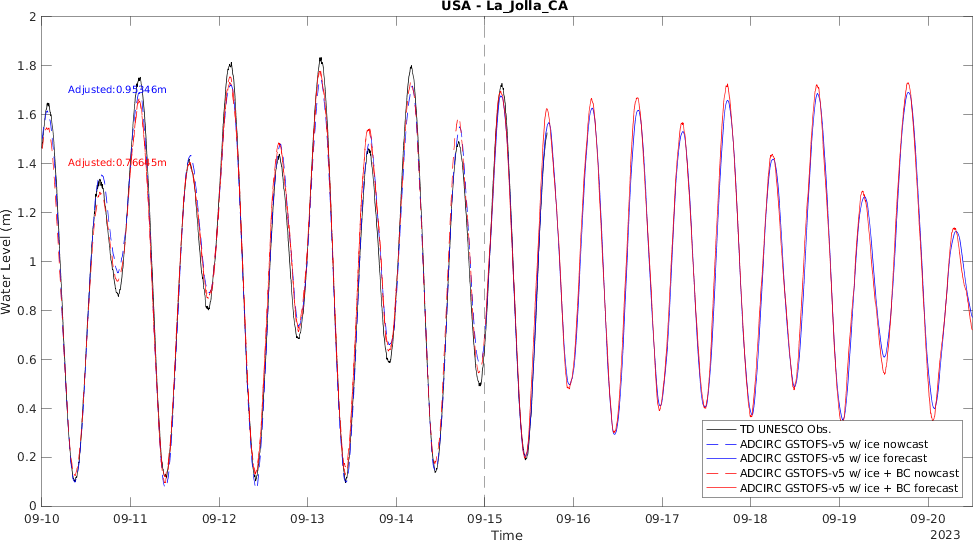 USA - La_Jolla_CA
2
1.8
1.6
1.4
1.2
1
0.8
0.6
0.4
0.2
0
Water Level (m)
Adjusted:0.95346m
Adjusted:0.76645m
TD UNESCO Obs.
ADCIRC GSTOFS-v5 w/ ice nowcast
ADCIRC GSTOFS-v5 w/ ice forecast
ADCIRC GSTOFS-v5 w/ ice + BC nowcast
ADCIRC GSTOFS-v5 w/ ice + BC forecast
09-10 09-11 09-12 09-13 09-14 09-15 09-16 09-17 09-18 09-19 09-20
Time
2023